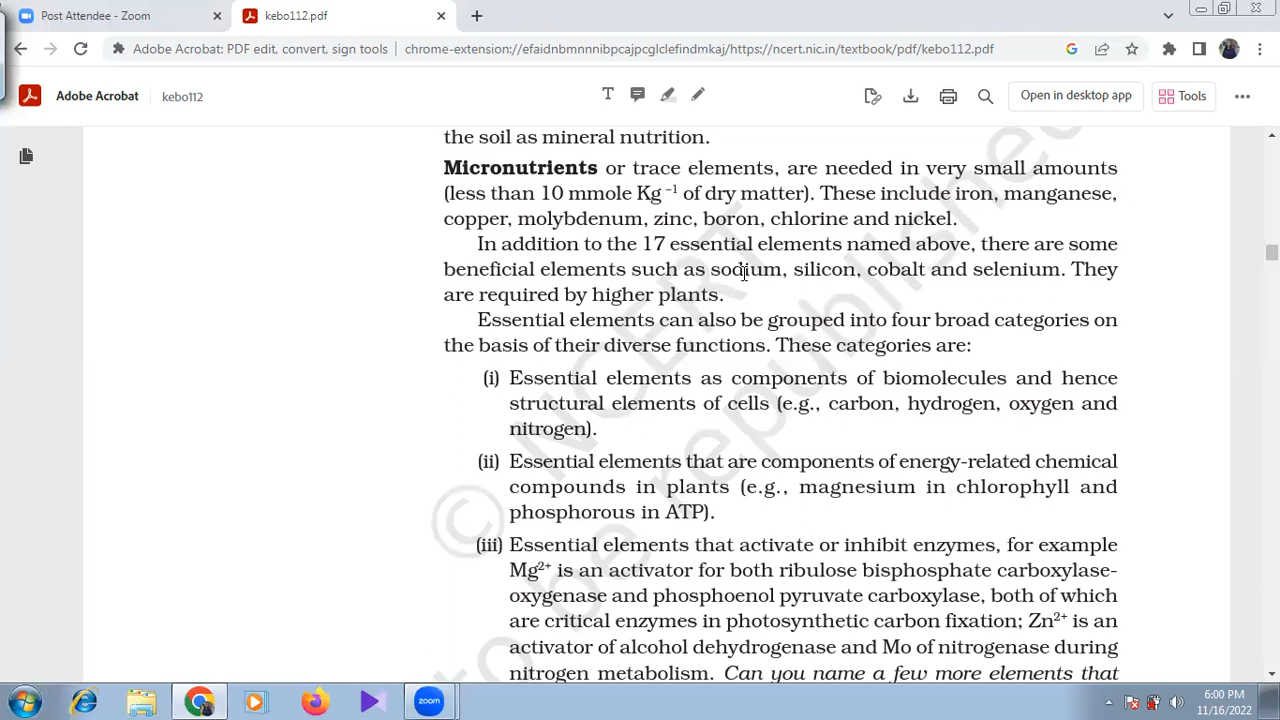 Post Attendee - Zoom
kebo112.pdf
Adobe Acrobat: PDF edit, convert, sign tools | chrome-extension://efaidnbmnnnibpcajpcglclefindmkaj/https://ncert.nic.in/textbook/pdf/kebo112.pdf
Adobe Acrobat
kebo112
Open in desktop app
Tools
the soil as mineral nutrition.
Micronutrients or trace elements, are needed in very small amounts
(less than 10 mmole Kg –1 of dry matter). These include iron, manganese,
copper, molybdenum, zinc, boron, chlorine and nickel.
In addition to the 17 essential elements named above, there are some
beneficial elements such as sodium, silicon, cobalt and selenium. They
are required by higher plants.
Essential elements can also be grouped into four broad categories on
the basis of their diverse functions. These categories are:
(i) Essential elements as components of biomolecules and hence
structural elements of cells (e.g., carbon, hydrogen, oxygen and
nitrogen).
(ii) Essential elements that are components of energy-related chemical
compounds in plants (e.g., magnesium in chlorophyll and
phosphorous in ATP).
(iii) Essential elements that activate or inhibit enzymes, for example
Mg2+ is an activator for both ribulose bisphosphate carboxylase-
oxygenase and phosphoenol pyruvate carboxylase, both of which
are critical enzymes in photosynthetic carbon fixation; Zn2+ is an
activator of alcohol dehydrogenase and Mo of nitrogenase during
nitrogen metabolism. Can you name a few more elements that
© NCERT
to be republished
zoom
6:00 PM
11/16/2022